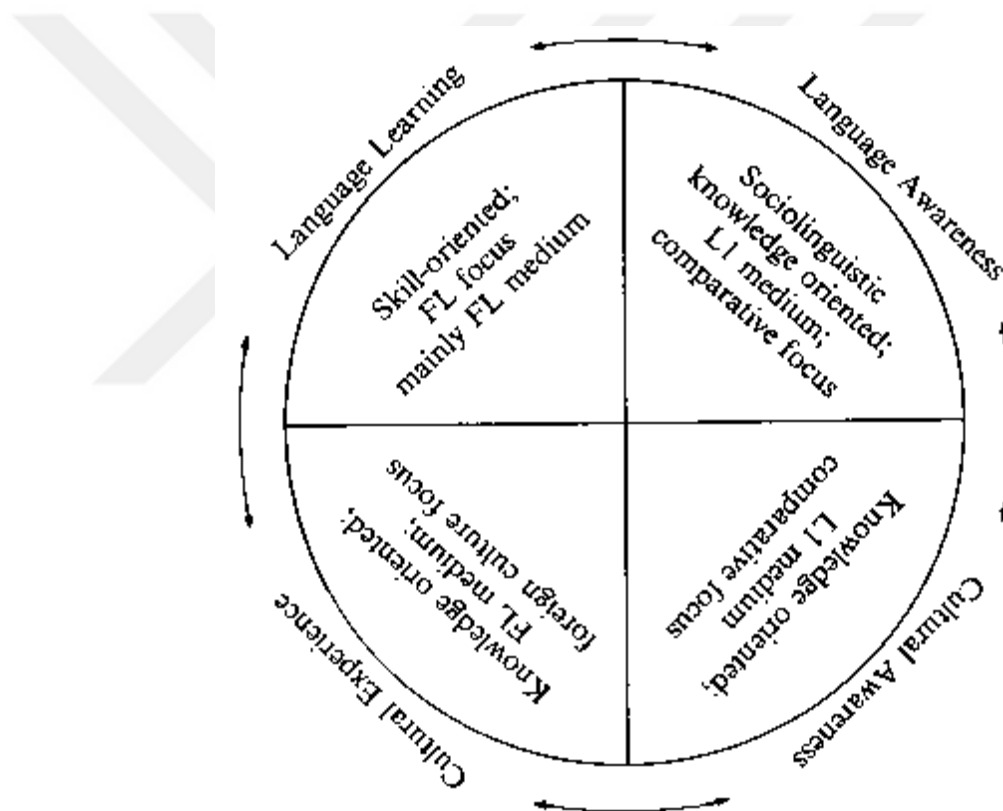 Language Learning
Language Awareness
Skill-oriented;
FL focus
mainly FL medium
Sociolinguistic
knowledge oriented;
L1 medium;
comparative focus
Knowledge oriented;
FL medium;
foreign culture focus
Knowledge oriented;
L1 medium
comparative focus
Cultural Experience
Cultural Awareness